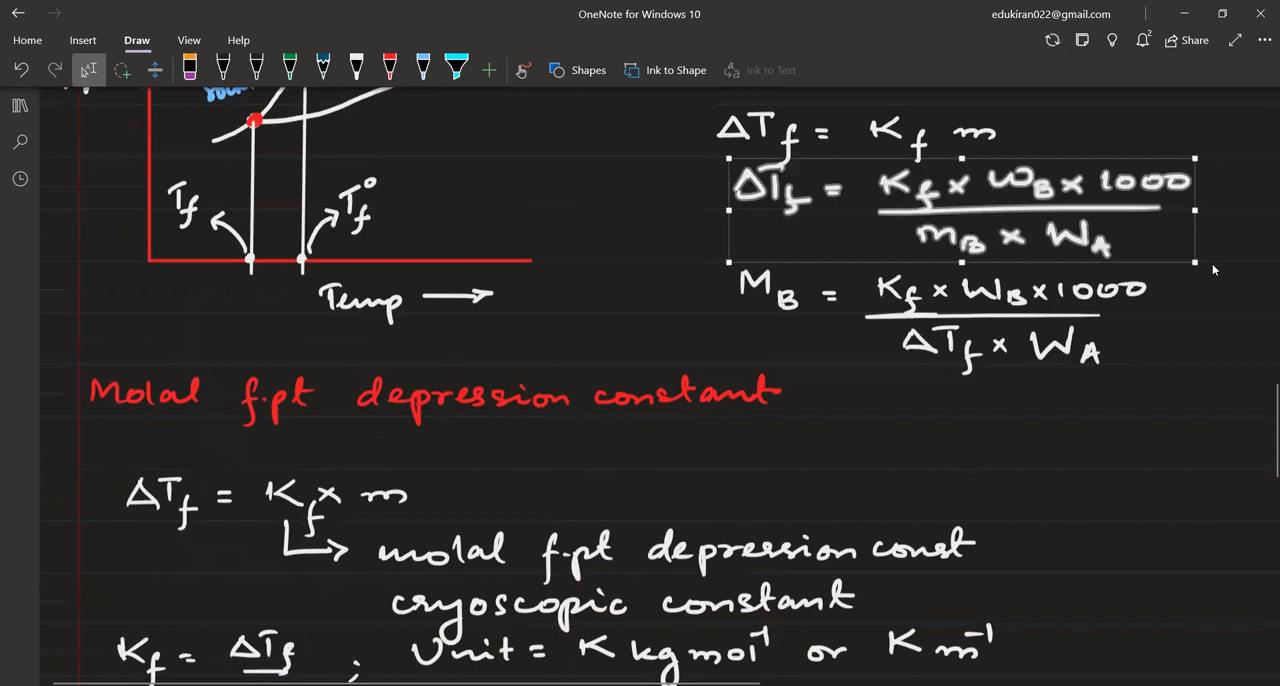 OneNote for Windows 10
edukiran022@gmail.com
Home Insert Draw View Help
Share
Shapes
Ink to Shape
Ink to Text
ΔTf = Kf m
ΔTf = Kf × WB × 1000
mB × WA
MB = Kf × WB × 1000
ΔTf × WA
Tf
Tf°
Temp →
Molal f.pt depression constant
ΔTf = Kf × m
molal f.pt depression const
cryoscopic constant
Kf = ΔTf ; Unit = K kg mol⁻¹ or K m⁻¹